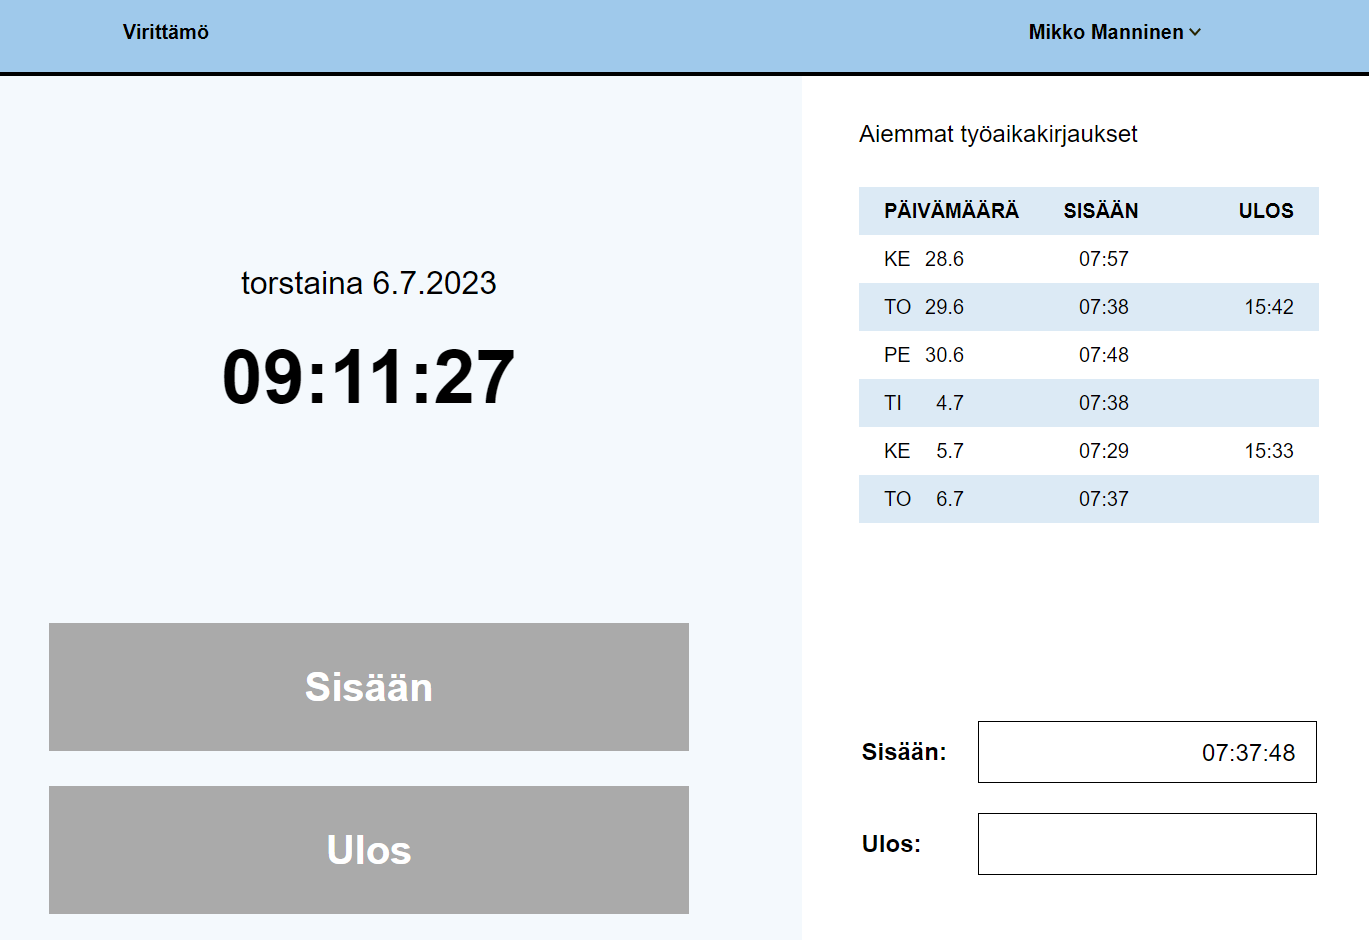 Virittämö
Mikko Manninen
torstaina 6.7.2023
09:11:27
Sisään
Ulos
Aiemmat työaikakirjaukset
PÄIVÄMÄÄRÄ SISÄÄN ULOS
KE 28.6 07:57
TO 29.6 07:38 15:42
PE 30.6 07:48
TI 4.7 07:38
KE 5.7 07:29 15:33
TO 6.7 07:37
Sisään: 07:37:48
Ulos: